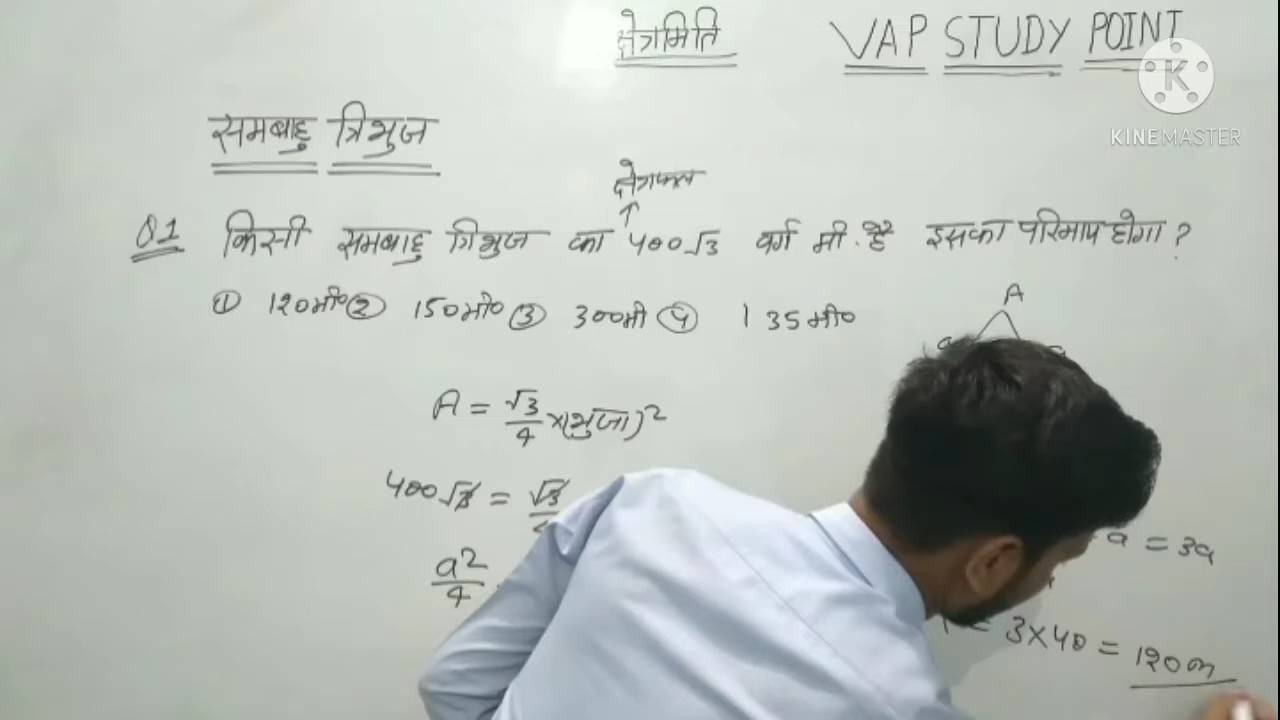 क्षेत्रमिति VAP STUDY POINT
K
KINEMASTER
समबाहु त्रिभुज
क्षेत्रफल
↑
Q1 किसी समबाहु त्रिभुज का 400√3 वर्ग मी. है इसका परिमाप होगा ?
① 120मी० ② 150मी० ③ 300मी ④ 135मी०
A
A = √3/4 ×(भुजा)²
400√3 = √3
a = 3a
a²/4
= 3×40 = 120m